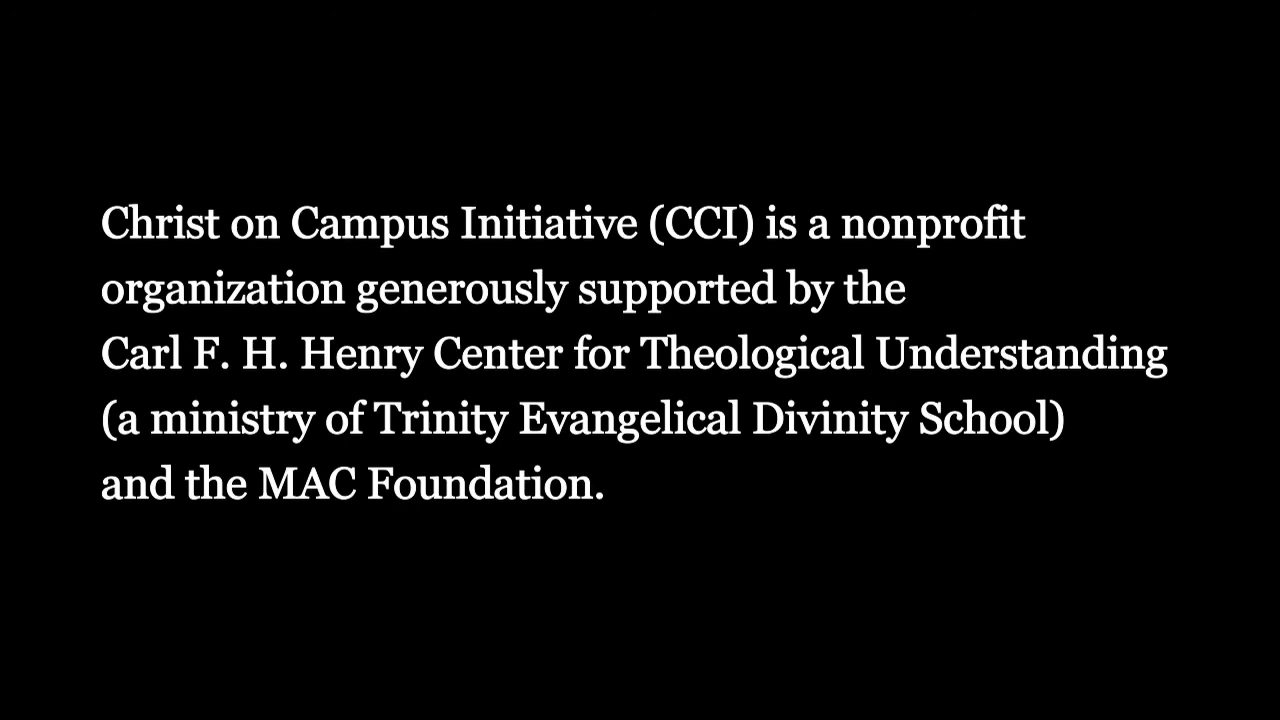 Christ on Campus Initiative (CCI) is a nonprofit
organization generously supported by the
Carl F. H. Henry Center for Theological Understanding
(a ministry of Trinity Evangelical Divinity School)
and the MAC Foundation.